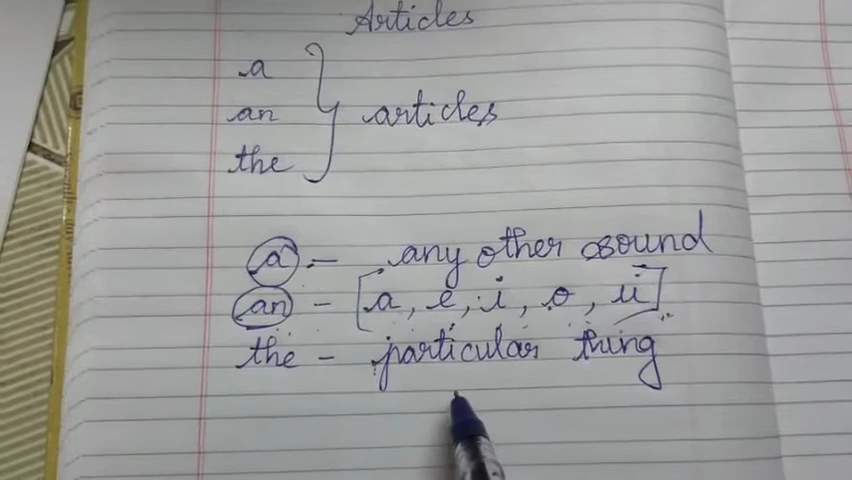 Articles
a
an
the
articles
a - any other sound
an - [a, e, i, o, u]
the - particular thing